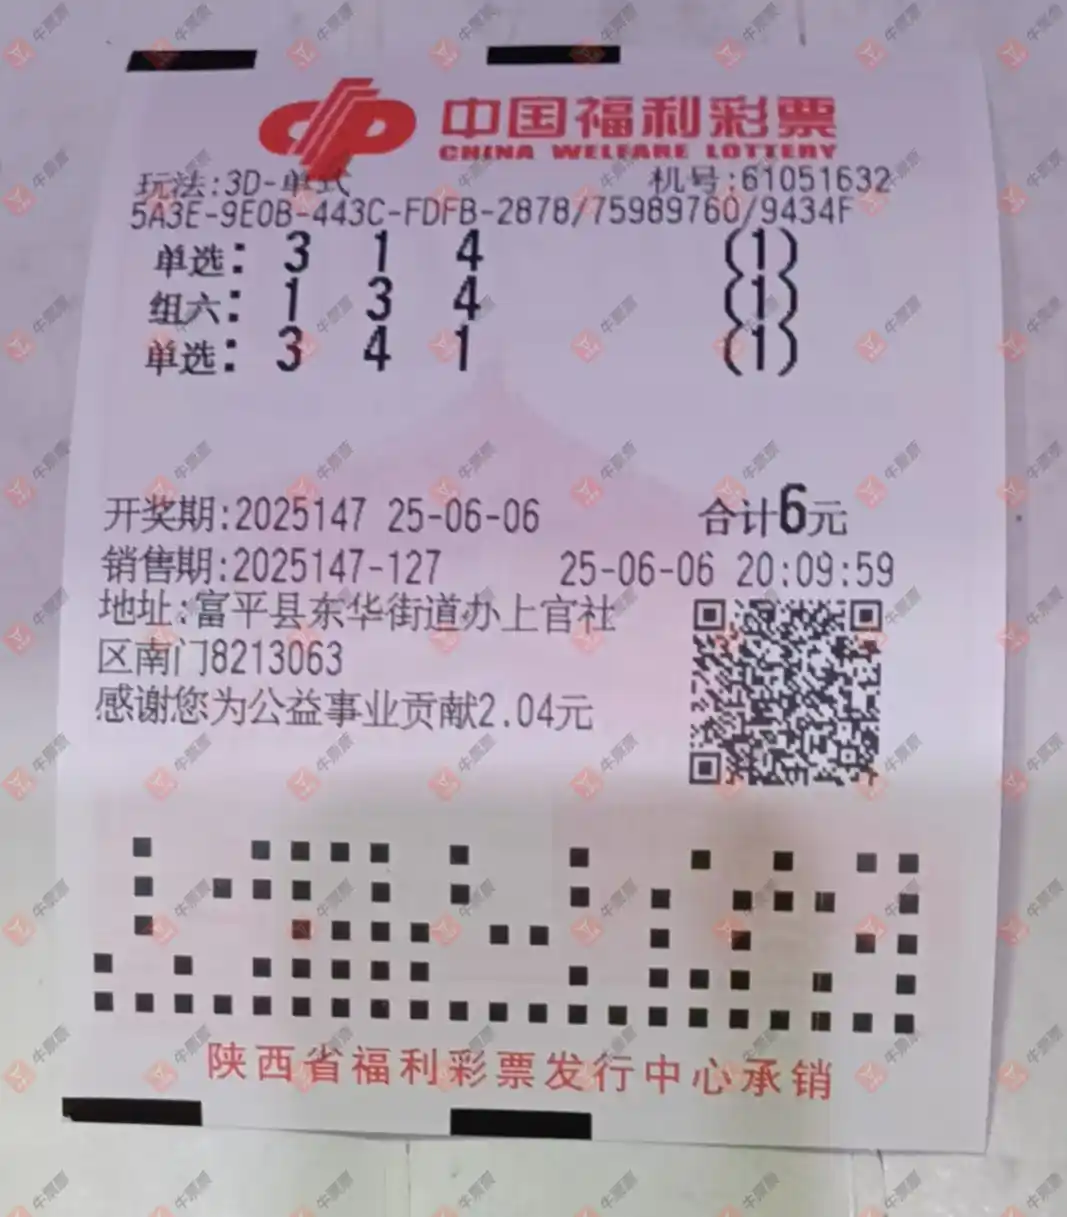 中国福利彩票
CHINA WELFARE LOTTERY
玩法:3D-单式 机号:61051632
5A3E-9E0B-443C-FDFB-2878/75989760/9434F
单选: 3 1 4 (1)
组六: 1 3 4 (1)
单选: 3 4 1 (1)
开奖期:2025147 25-06-06 合计6元
销售期:2025147-127 25-06-06 20:09:59
地址:富平县东华街道办上官社
区南门8213063
感谢您为公益事业贡献2.04元
陕西省福利彩票发行中心承销
牛票票